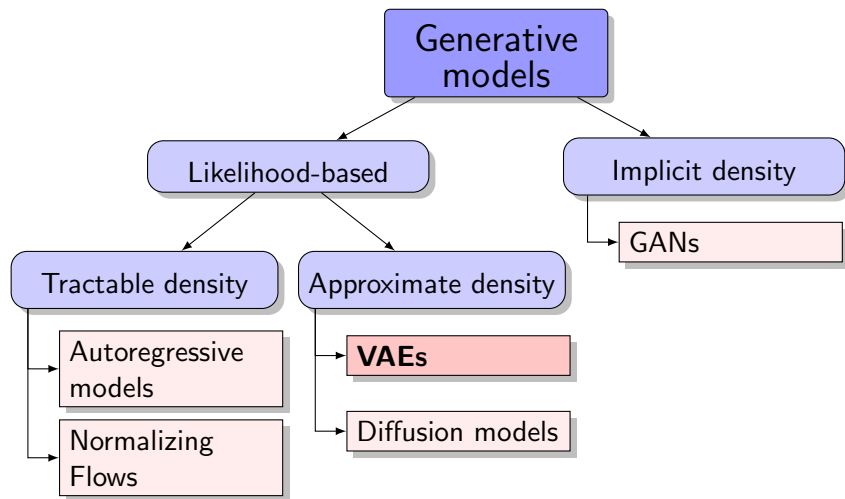 Generative
models
Likelihood-based
Implicit density
GANs
Tractable density
Approximate density
Autoregressive
models
VAEs
Normalizing
Flows
Diffusion models